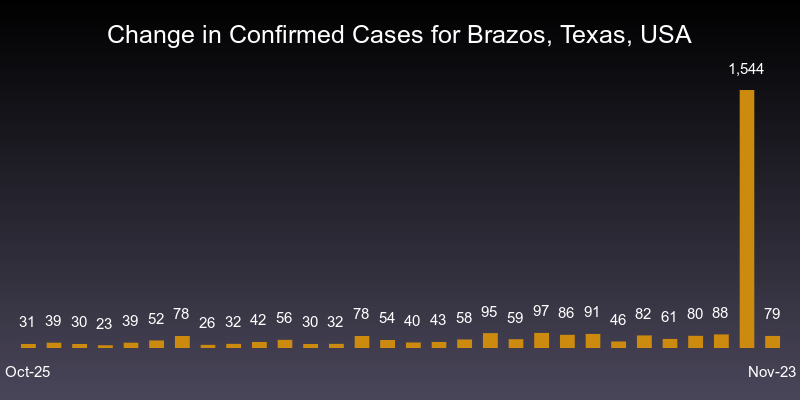 Change in Confirmed Cases for Brazos, Texas, USA
1,544
31 39 30 23 39 52 78 26 32 42 56 30 32 78 54 40 43 58 95 59 97 86 91 46 82 61 80 88 79
Oct-25 Nov-23